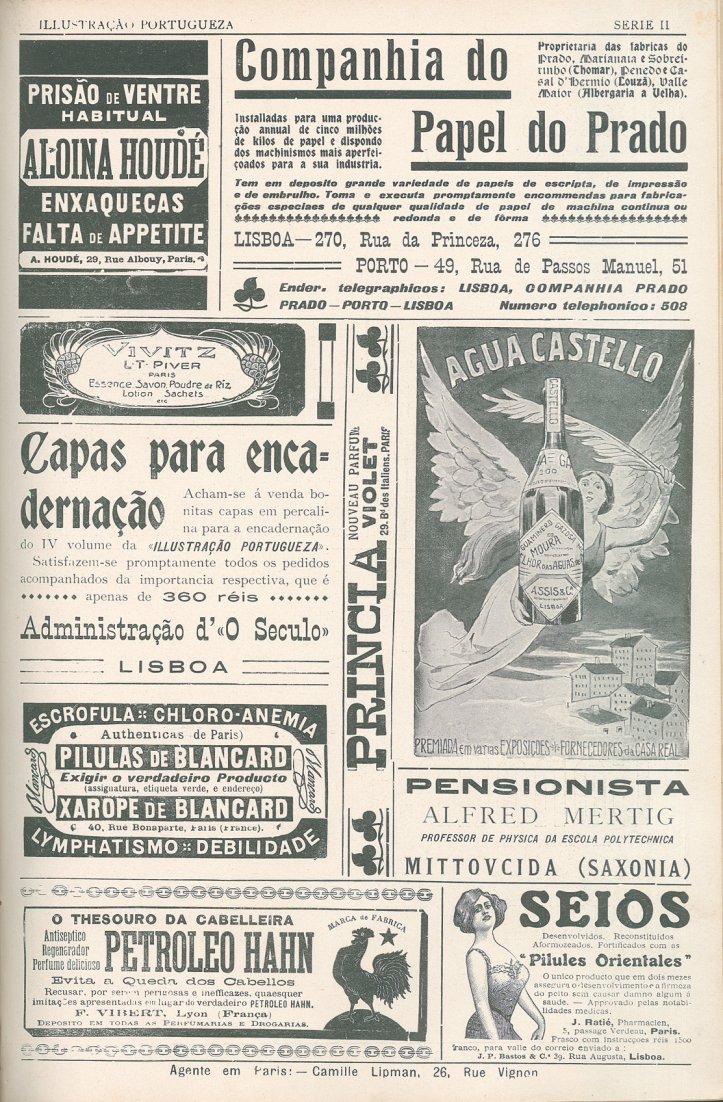 ILLUSTRAÇÃO PORTUGUEZA
SERIE II
PRISÃO DE VENTRE
HABITUAL
ALOINA HOUDÉ
ENXAQUECAS
FALTA DE APPETITE
A. HOUDÉ, 29, Rue Albouy, Paris.
Companhia do
Papel do Prado
Proprietaria das fabricas do
Prado, Marianaia e Sobrei-
rinho (Thomar), Penedo e Ca-
sal d'Hermio (Louzã), Valle
Maior (Albergaria a Velha).
Installadas para uma produc-
ção annual de cinco milhões
de kilos de papel e dispondo
dos machinismos mais aperfei-
çoados para a sua industria.
Tem em deposito grande variedade de papeis de escripta, de impressão
e de embrulho. Toma e executa promptamente encommendas para fabrica-
ções especiaes de qualquer qualidade de papel de machina continua ou
redonda e de fôrma
LISBOA—270, Rua da Princeza, 276
PORTO — 49, Rua de Passos Manuel, 51
Ender. telegraphicos: LISBOA, COMPANHIA PRADO
PRADO—PORTO—LISBOA Numero telephonico: 508
VIVITZ
L.T. PIVER
PARIS
Essence Savon, Poudre de Riz
Lotion Sachets
etc
Capas para enca-
dernação
Acham-se á venda bo-
nitas capas em percali-
na para a encadernação
do IV volume da «ILLUSTRAÇÃO PORTUGUEZA».
Satisfazem-se promptamente todos os pedidos
acompanhados da importancia respectiva, que é
apenas de 360 réis
Administração d'«O Seculo»
LISBOA
PRINCIA
NOUVEAU PARFUM
VIOLET
29. Bd des Italiens. PARIS
AGUA CASTELLO
CASTELLO
MOURA
ASSIS & C.ª
LISBOA
PREMIADA em varias EXPOSIÇÕES FORNECEDORES da CASA REAL
ESCROFULA :: CHLORO-ANEMIA
Authenticas de Paris)
PILULAS DE BLANCARD
Exigir o verdadeiro Producto
(assignatura, etiqueta verde, e endereço)
XAROPE DE BLANCARD
40, Rue Bonaparte, Paris (France).
LYMPHATISMO :: DEBILIDADE
Blancard
Blancard
PENSIONISTA
ALFRED MERTIG
PROFESSOR DE PHYSICA DA ESCOLA POLYTECHNICA
MITTOVCIDA (SAXONIA)
O THESOURO DA CABELLEIRA
Antiseptico
Regenerador
Perfume delicioso
PETROLEO HAHN
MARCA de FABRICA
Evita a Queda dos Cabellos
Recusar, por serem perigosas e inefficazes, quaesquer
imitações apresentadas em lugar do verdadeiro PETROLEO HAHN.
F. VIBERT, Lyon (França)
DEPOSITO EM TODAS AS PERFUMARIAS E DROGARIAS.
SEIOS
Desenvolvidos. Reconstituidos
Aformozeados. Fortificados com as
"Pilules Orientales"
O unico producto que em dois mezes
assegura o desenvolvimento e a firmeza
do peito sem causar damno algum á
saude. — Approvado pelas notabi-
lidades medicas.
J. Ratié, Pharmacien,
5, passage Verdeau, Paris.
Frasco com instrucções réis 1500
franco, para valle do correio enviado a :
J. P. Bastos & C.ª 39. Rua Augusta, Lisboa.
Agente em Paris:— Camille Lipman, 26, Rue Vignon